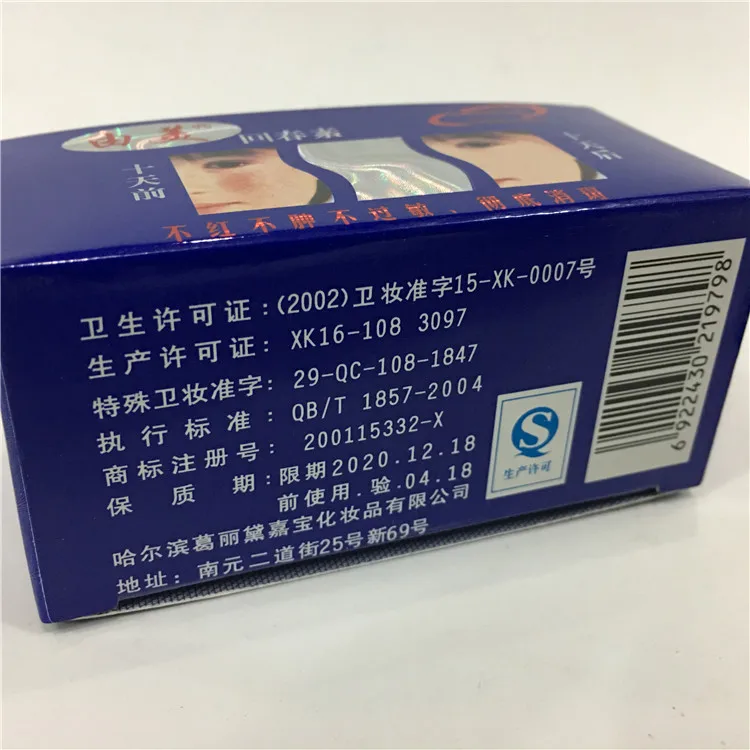 由美
回春素
十天前
十天前
不红不肿不过敏·彻底消斑
卫生许可证:(2002)卫妆准字15-XK-0007号
生产许可证: XK16-108 3097
特殊卫妆准字: 29-QC-108-1847
执行标准: QB/T 1857-2004
商标注册号: 200115332-X
保质期:限期2020.12.18
前使用.验.04.18
哈尔滨葛丽黛嘉宝化妆品有限公司
地址: 南元二道街25号新69号
生产许可
6922430219798